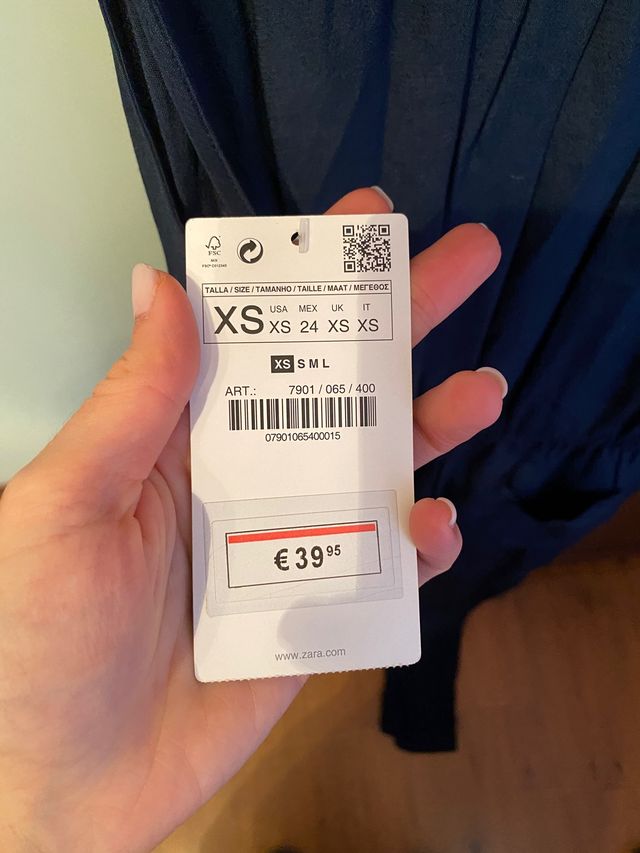 FSC
TALLA / SIZE / TAMANHO / TAILLE / MAAT / ΜΕΓΕΘΟΣ
XS USA XS MEX 24 UK XS IT XS
XS S M L
ART.: 7901 / 065 / 400
07901065400015
€ 39 95
www.zara.com